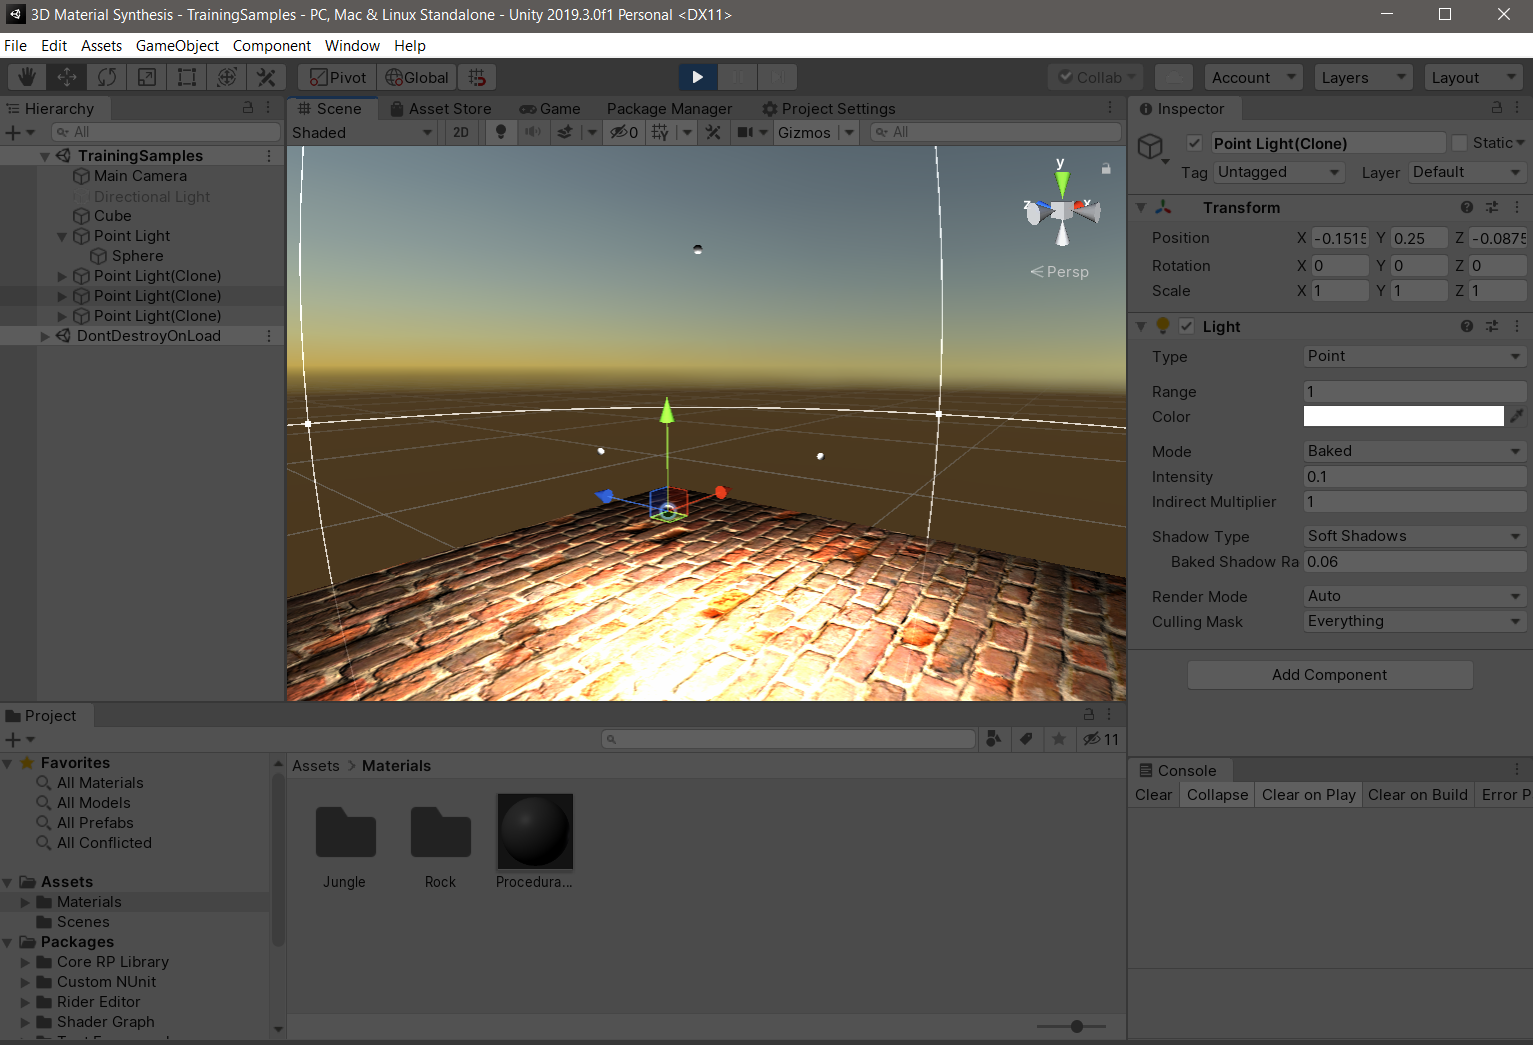 3D Material Synthesis - TrainingSamples - PC, Mac & Linux Standalone - Unity 2019.3.0f1 Personal <DX11>
File Edit Assets GameObject Component Window Help
Pivot Global Collab Account Layers Layout
Hierarchy
All
TrainingSamples
Main Camera
Directional Light
Cube
Point Light
Sphere
Point Light(Clone)
Point Light(Clone)
Point Light(Clone)
DontDestroyOnLoad
Scene Asset Store Game Package Manager Project Settings
Shaded 2D 0 Gizmos All
y
z x
Persp
Inspector
Point Light(Clone) Static
Tag Untagged Layer Default
Transform
Position X -0.1515 Y 0.25 Z -0.0875
Rotation X 0 Y 0 Z 0
Scale X 1 Y 1 Z 1
Light
Type Point
Range 1
Color
Mode Baked
Intensity 0.1
Indirect Multiplier 1
Shadow Type Soft Shadows
Baked Shadow Ra 0.06
Render Mode Auto
Culling Mask Everything
Add Component
Project
11
Favorites
All Materials
All Models
All Prefabs
All Conflicted
Assets
Materials
Scenes
Packages
Core RP Library
Custom NUnit
Rider Editor
Shader Graph
Assets > Materials
Jungle Rock Procedura...
Console
Clear Collapse Clear on Play Clear on Build Error P